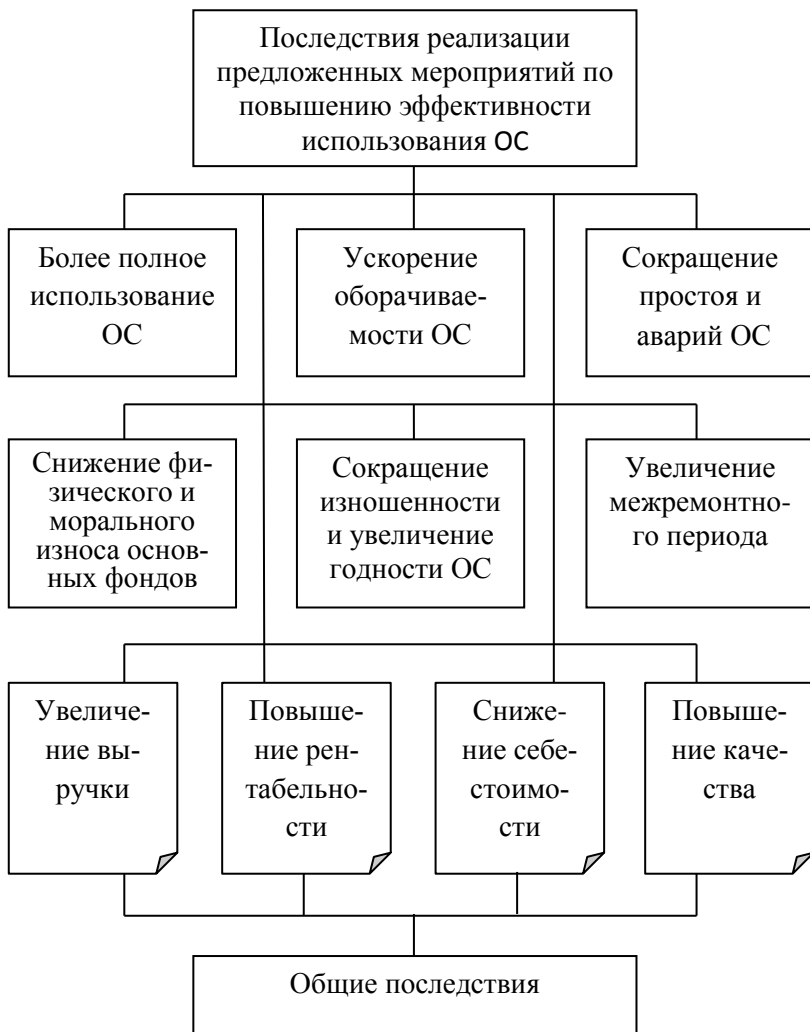 Последствия реализации
предложенных мероприятий по
повышению эффективности
использования ОС
Более полное
использование
ОС
Ускорение
оборачивае-
мости ОС
Сокращение
простоя и
аварий ОС
Снижение фи-
зического и
морального
износа основ-
ных фондов
Сокращение
изношенности
и увеличение
годности ОС
Увеличение
межремонтно-
го периода
Увеличе-
ние вы-
ручки
Повыше-
ние рен-
табельно-
сти
Сниже-
ние себе-
стоимо-
сти
Повыше-
ние каче-
ства
Общие последствия